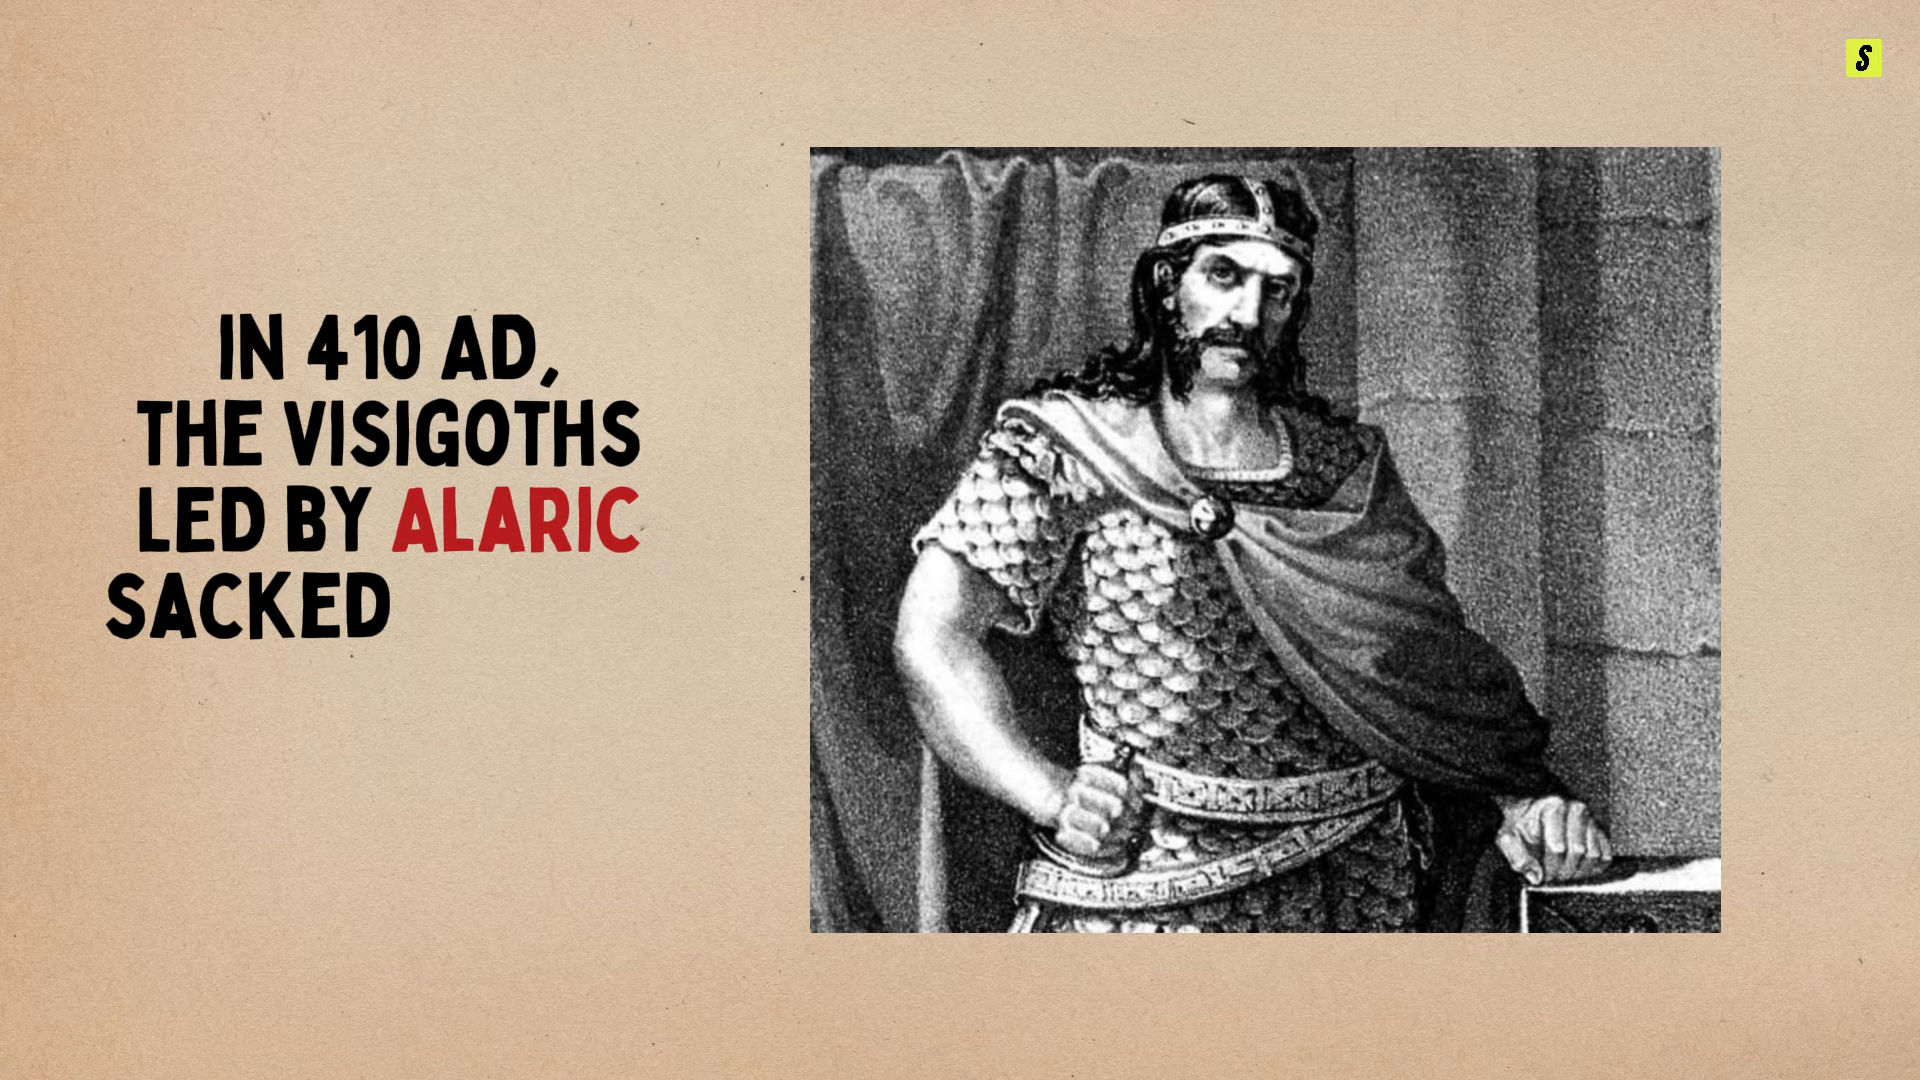 S
IN 410 AD,
THE VISIGOTHS
LED BY ALARIC
SACKED